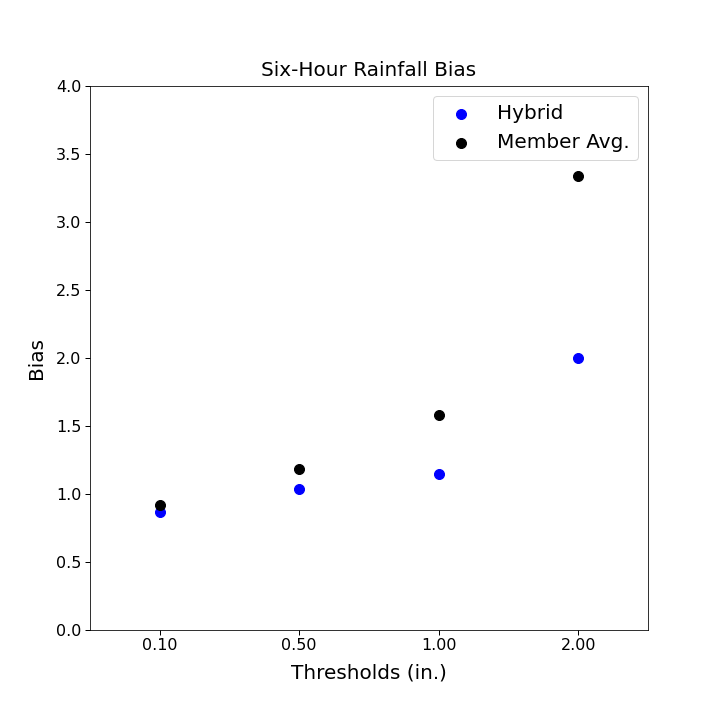 Six-Hour Rainfall Bias
Hybrid
Member Avg.
4.0
3.5
3.0
2.5
2.0
1.5
1.0
0.5
0.0
Bias
0.10 0.50 1.00 2.00
Thresholds (in.)